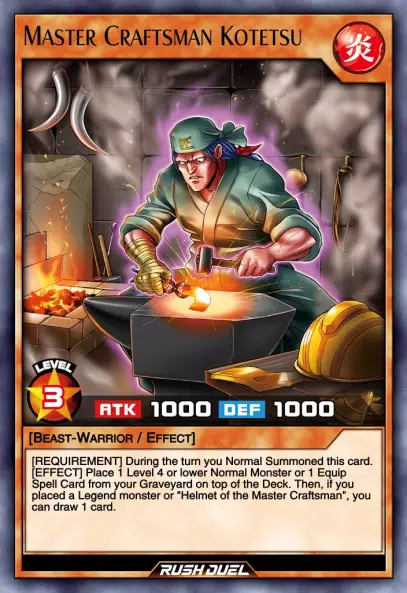 Master Craftsman Kotetsu
炎
LEVEL
3
ATK 1000 DEF 1000
[Beast-Warrior / Effect]
[REQUIREMENT] During the turn you Normal Summoned this card.
[EFFECT] Place 1 Level 4 or lower Normal Monster or 1 Equip
Spell Card from your Graveyard on top of the Deck. Then, if you
placed a Legend monster or "Helmet of the Master Craftsman", you
can draw 1 card.
RUSH DUEL